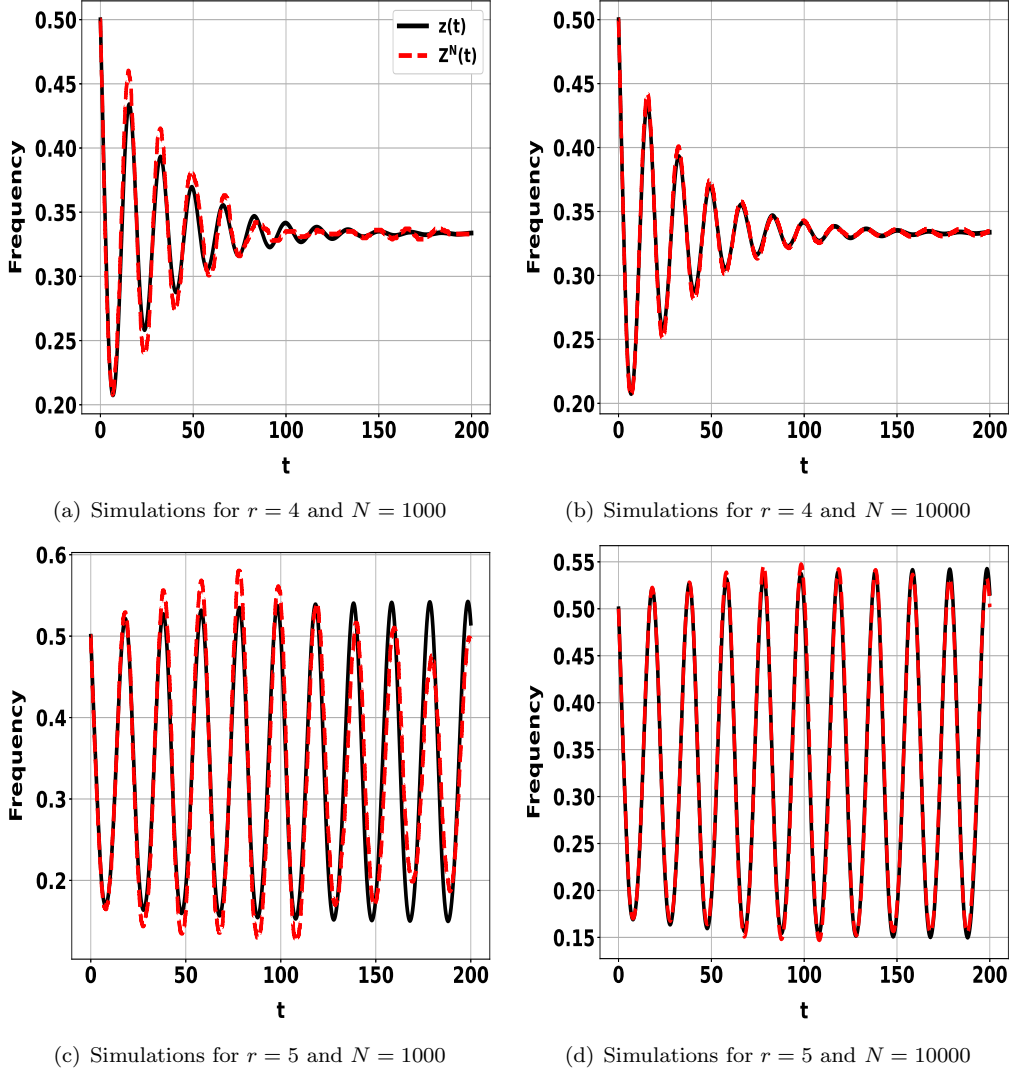 0.50
0.45
0.40
0.35
0.30
0.25
0.20
Frequency
0 50 100 150 200
t
z(t)
Z^N(t)
(a) Simulations for r = 4 and N = 1000
0.50
0.45
0.40
0.35
0.30
0.25
0.20
Frequency
0 50 100 150 200
t
(b) Simulations for r = 4 and N = 10000
0.6
0.5
0.4
0.3
0.2
Frequency
0 50 100 150 200
t
(c) Simulations for r = 5 and N = 1000
0.55
0.50
0.45
0.40
0.35
0.30
0.25
0.20
0.15
Frequency
0 50 100 150 200
t
(d) Simulations for r = 5 and N = 10000